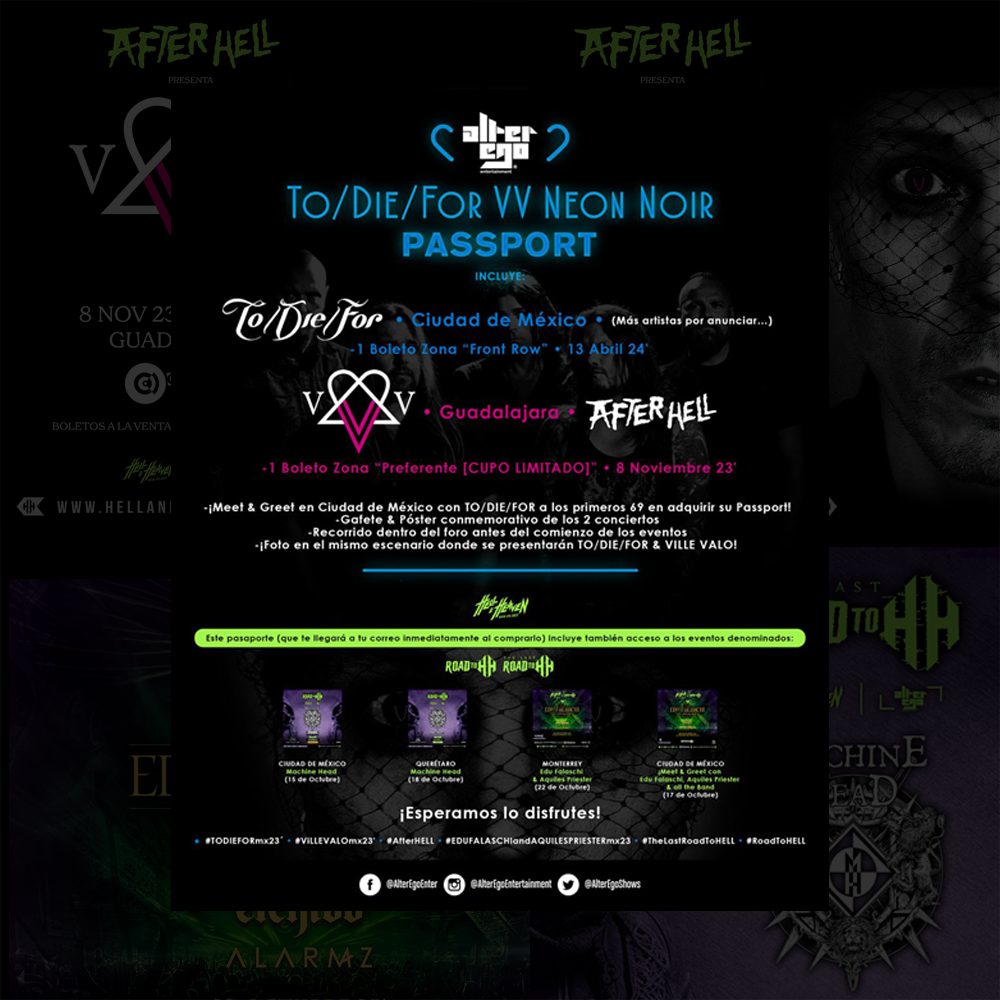 AFTER HELL
PRESENTA
AFTER HELL
PRESENTA
alter
ego
entertainment
TO/DIE/FOR VV NEON NOIR
PASSPORT
INCLUYE:
To/Die/For • Ciudad de México • (Más artistas por anunciar...)
-1 Boleto Zona "Front Row" • 13 Abril 24'
V V • Guadalajara • AFTER HELL
-1 Boleto Zona "Preferente [CUPO LIMITADO]" • 8 Noviembre 23'
-¡Meet & Greet en Ciudad de México con TO/DIE/FOR a los primeros 69 en adquirir su Passport!
-Gafete & Póster conmemorativo de los 2 conciertos
-Recorrido dentro del foro antes del comienzo de los eventos
-¡Foto en el mismo escenario donde se presentarán TO/DIE/FOR & VILLE VALO!
HELL & HEAVEN
Este pasaporte (que te llegará a tu correo inmediatamente al comprarlo) incluye también acceso a los eventos denominados:
ROAD TO HH THE LAST ROAD TO HH
CIUDAD DE MÉXICO
Machine Head
(15 de Octubre)
QUERÉTARO
Machine Head
(18 de Octubre)
MONTERREY
Edu Falaschi
& Aquiles Priester
(22 de Octubre)
CIUDAD DE MÉXICO
¡Meet & Greet con
Edu Falaschi, Aquiles Priester
& all the Band
(17 de Octubre)
¡Esperamos lo disfrutes!
• #TODIEFORmx23´ • #VILLEVALOmx23' • #AfterHELL • #EDUFALASCHIandAQUILESPRIESTERmx23 • #TheLastRoadToHELL • #RoadToHELL
@AlterEgoEnter @AlterEgoEntertainment @AlterEgoShows
V
8 NOV 23
GUAD
BOLETOS A LA VENTA
HELL & HEAVEN
WWW.HELLAN
AST
D TO HH
alter
ego
MACHINE
HEAD
MH
ALARMZ